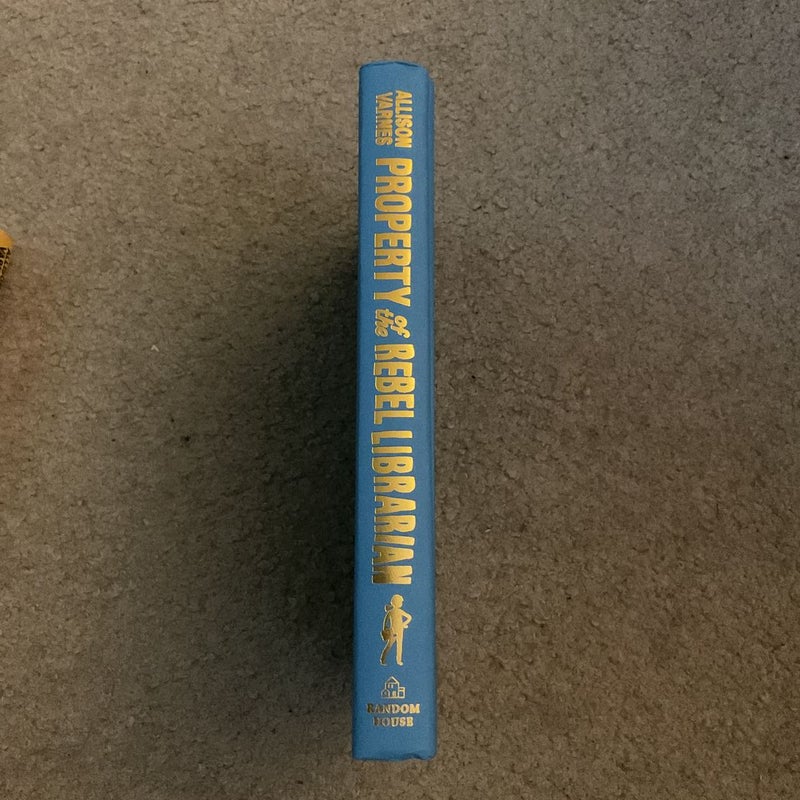 ALLISON
VARNES
PROPERTY of the REBEL LIBRARIAN
RANDOM
HOUSE